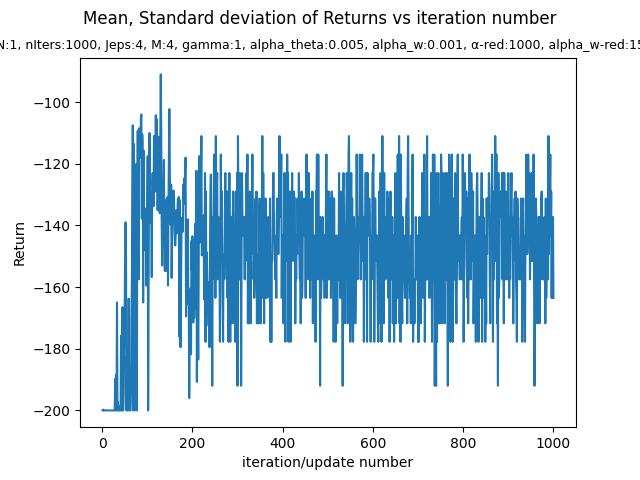 Mean, Standard deviation of Returns vs iteration number
N:1, nIters:1000, Jeps:4, M:4, gamma:1, alpha_theta:0.005, alpha_w:0.001, α-red:1000, alpha_w-red:15
−100
−120
−140
−160
−180
−200
Return
0 200 400 600 800 1000
iteration/update number